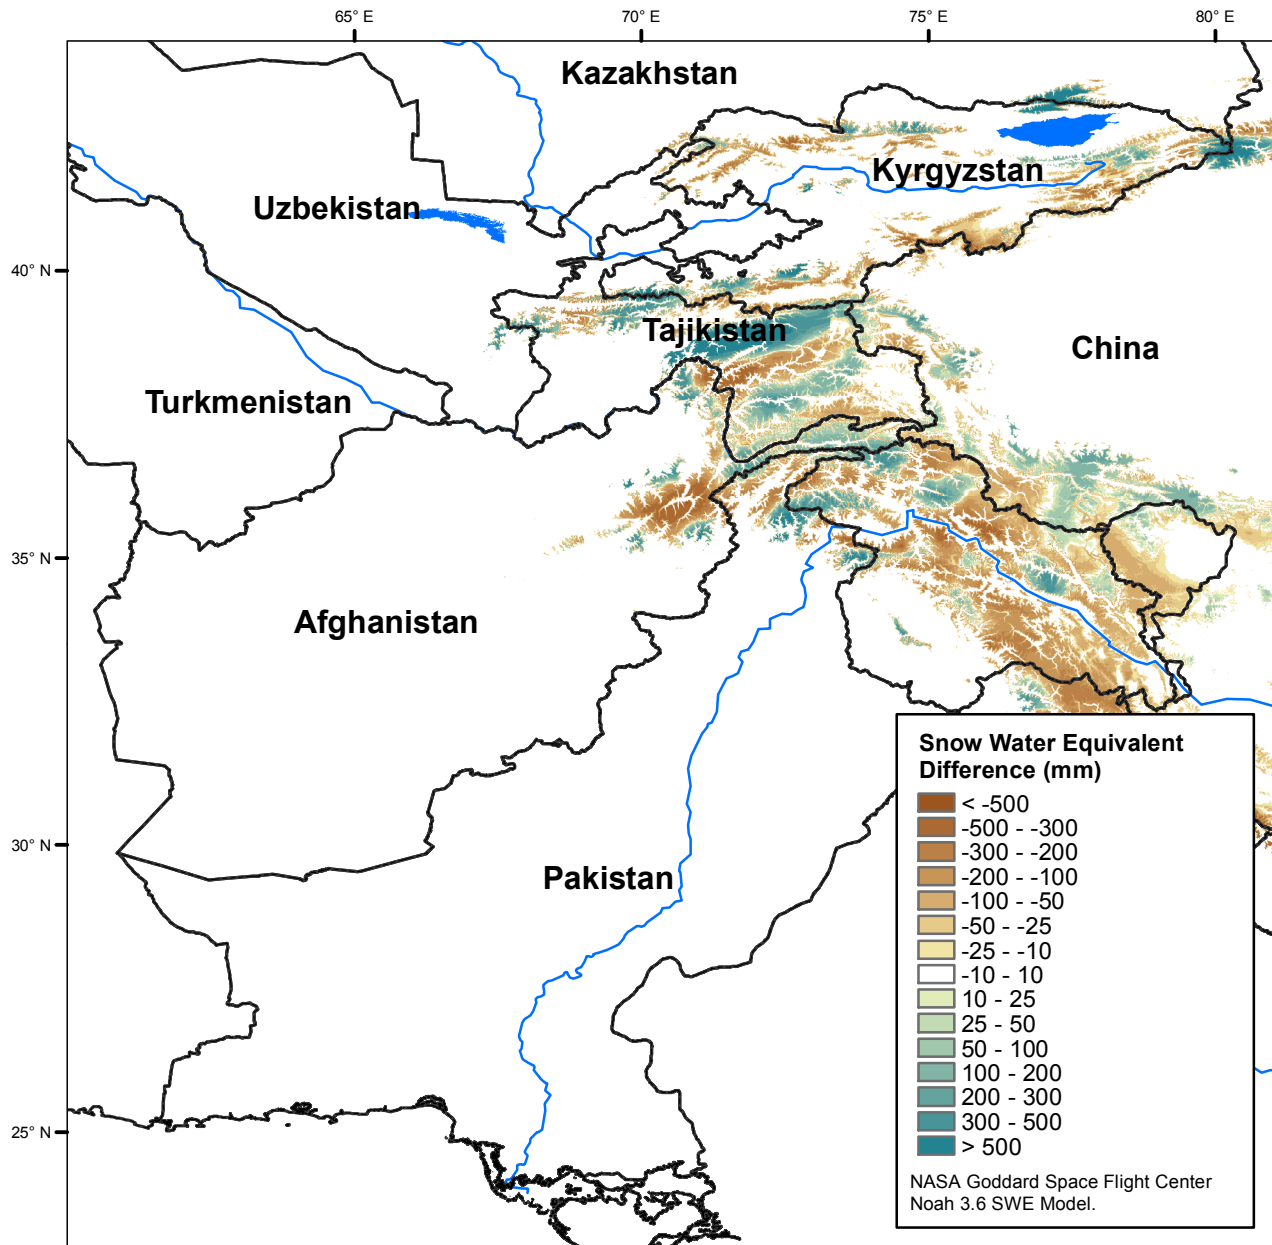 65° E
70° E
75° E
80° E
Kazakhstan
Kyrgyzstan
Uzbekistan
40° N
Tajikistan
China
Turkmenistan
35° N
Afghanistan
Snow Water Equivalent
Difference (mm)
< -500
-500 - -300
-300 - -200
-200 - -100
-100 - -50
-50 - -25
-25 - -10
-10 - 10
10 - 25
25 - 50
50 - 100
100 - 200
200 - 300
300 - 500
> 500
30° N
Pakistan
25° N
NASA Goddard Space Flight Center
Noah 3.6 SWE Model.